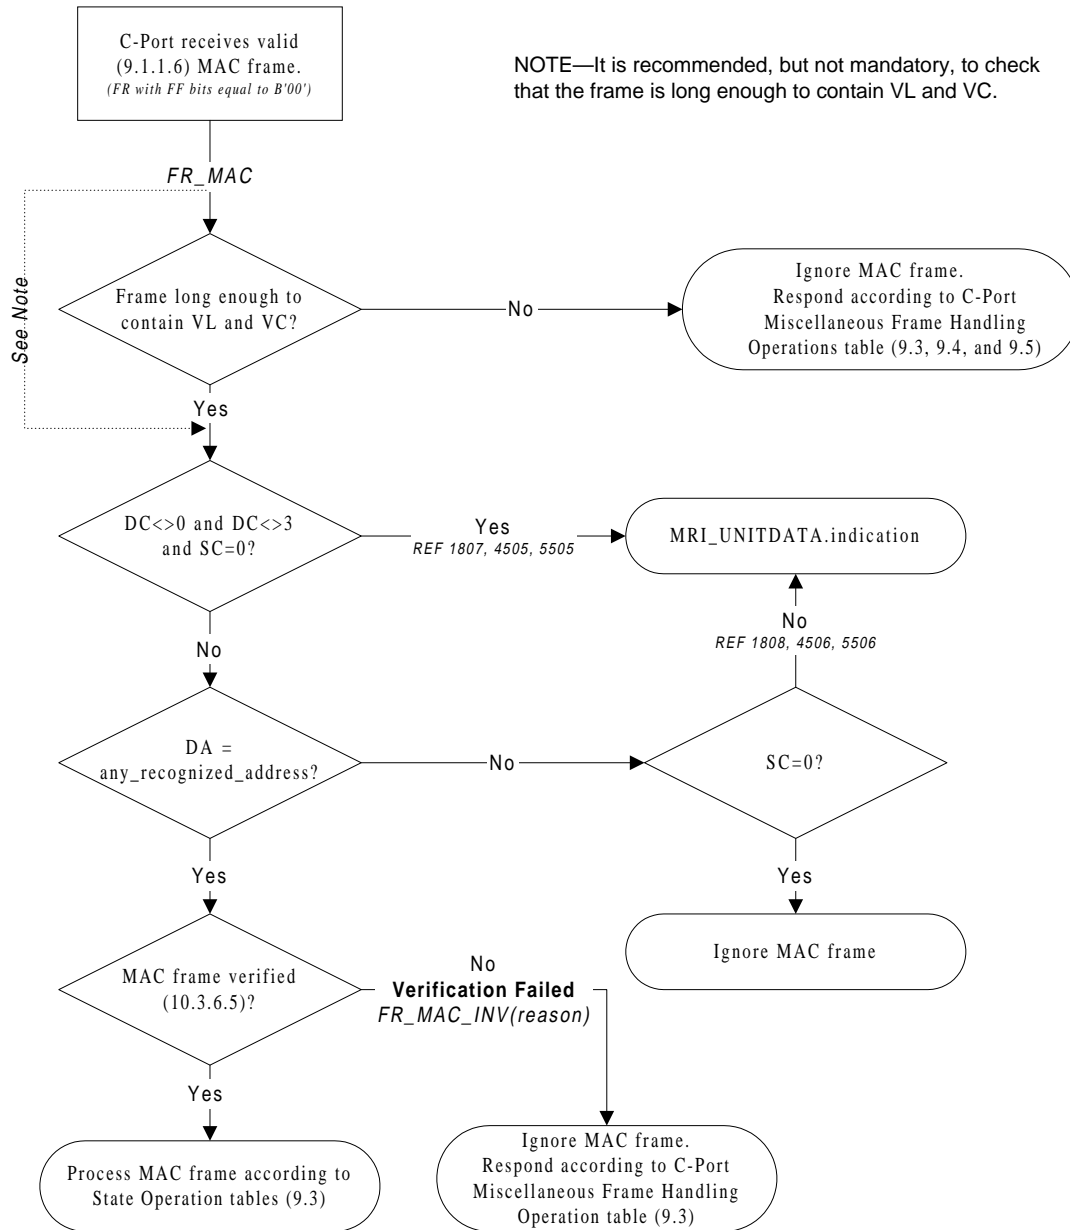 C-Port receives valid
(9.1.1.6) MAC frame.
(FR with FF bits equal to B'00')
NOTE—It is recommended, but not mandatory, to check
that the frame is long enough to contain VL and VC.
FR_MAC
See Note
Frame long enough to
contain VL and VC?
No
Ignore MAC frame.
Respond according to C-Port
Miscellaneous Frame Handling
Operations table (9.3, 9.4, and 9.5)
Yes
DC<>0 and DC<>3
and SC=0?
Yes
REF 1807, 4505, 5505
MRI_UNITDATA.indication
No
No
REF 1808, 4506, 5506
DA =
any_recognized_address?
No
SC=0?
Yes
Yes
MAC frame verified
(10.3.6.5)?
No
Verification Failed
FR_MAC_INV(reason)
Ignore MAC frame
Yes
Process MAC frame according to
State Operation tables (9.3)
Ignore MAC frame.
Respond according to C-Port
Miscellaneous Frame Handling
Operation table (9.3)